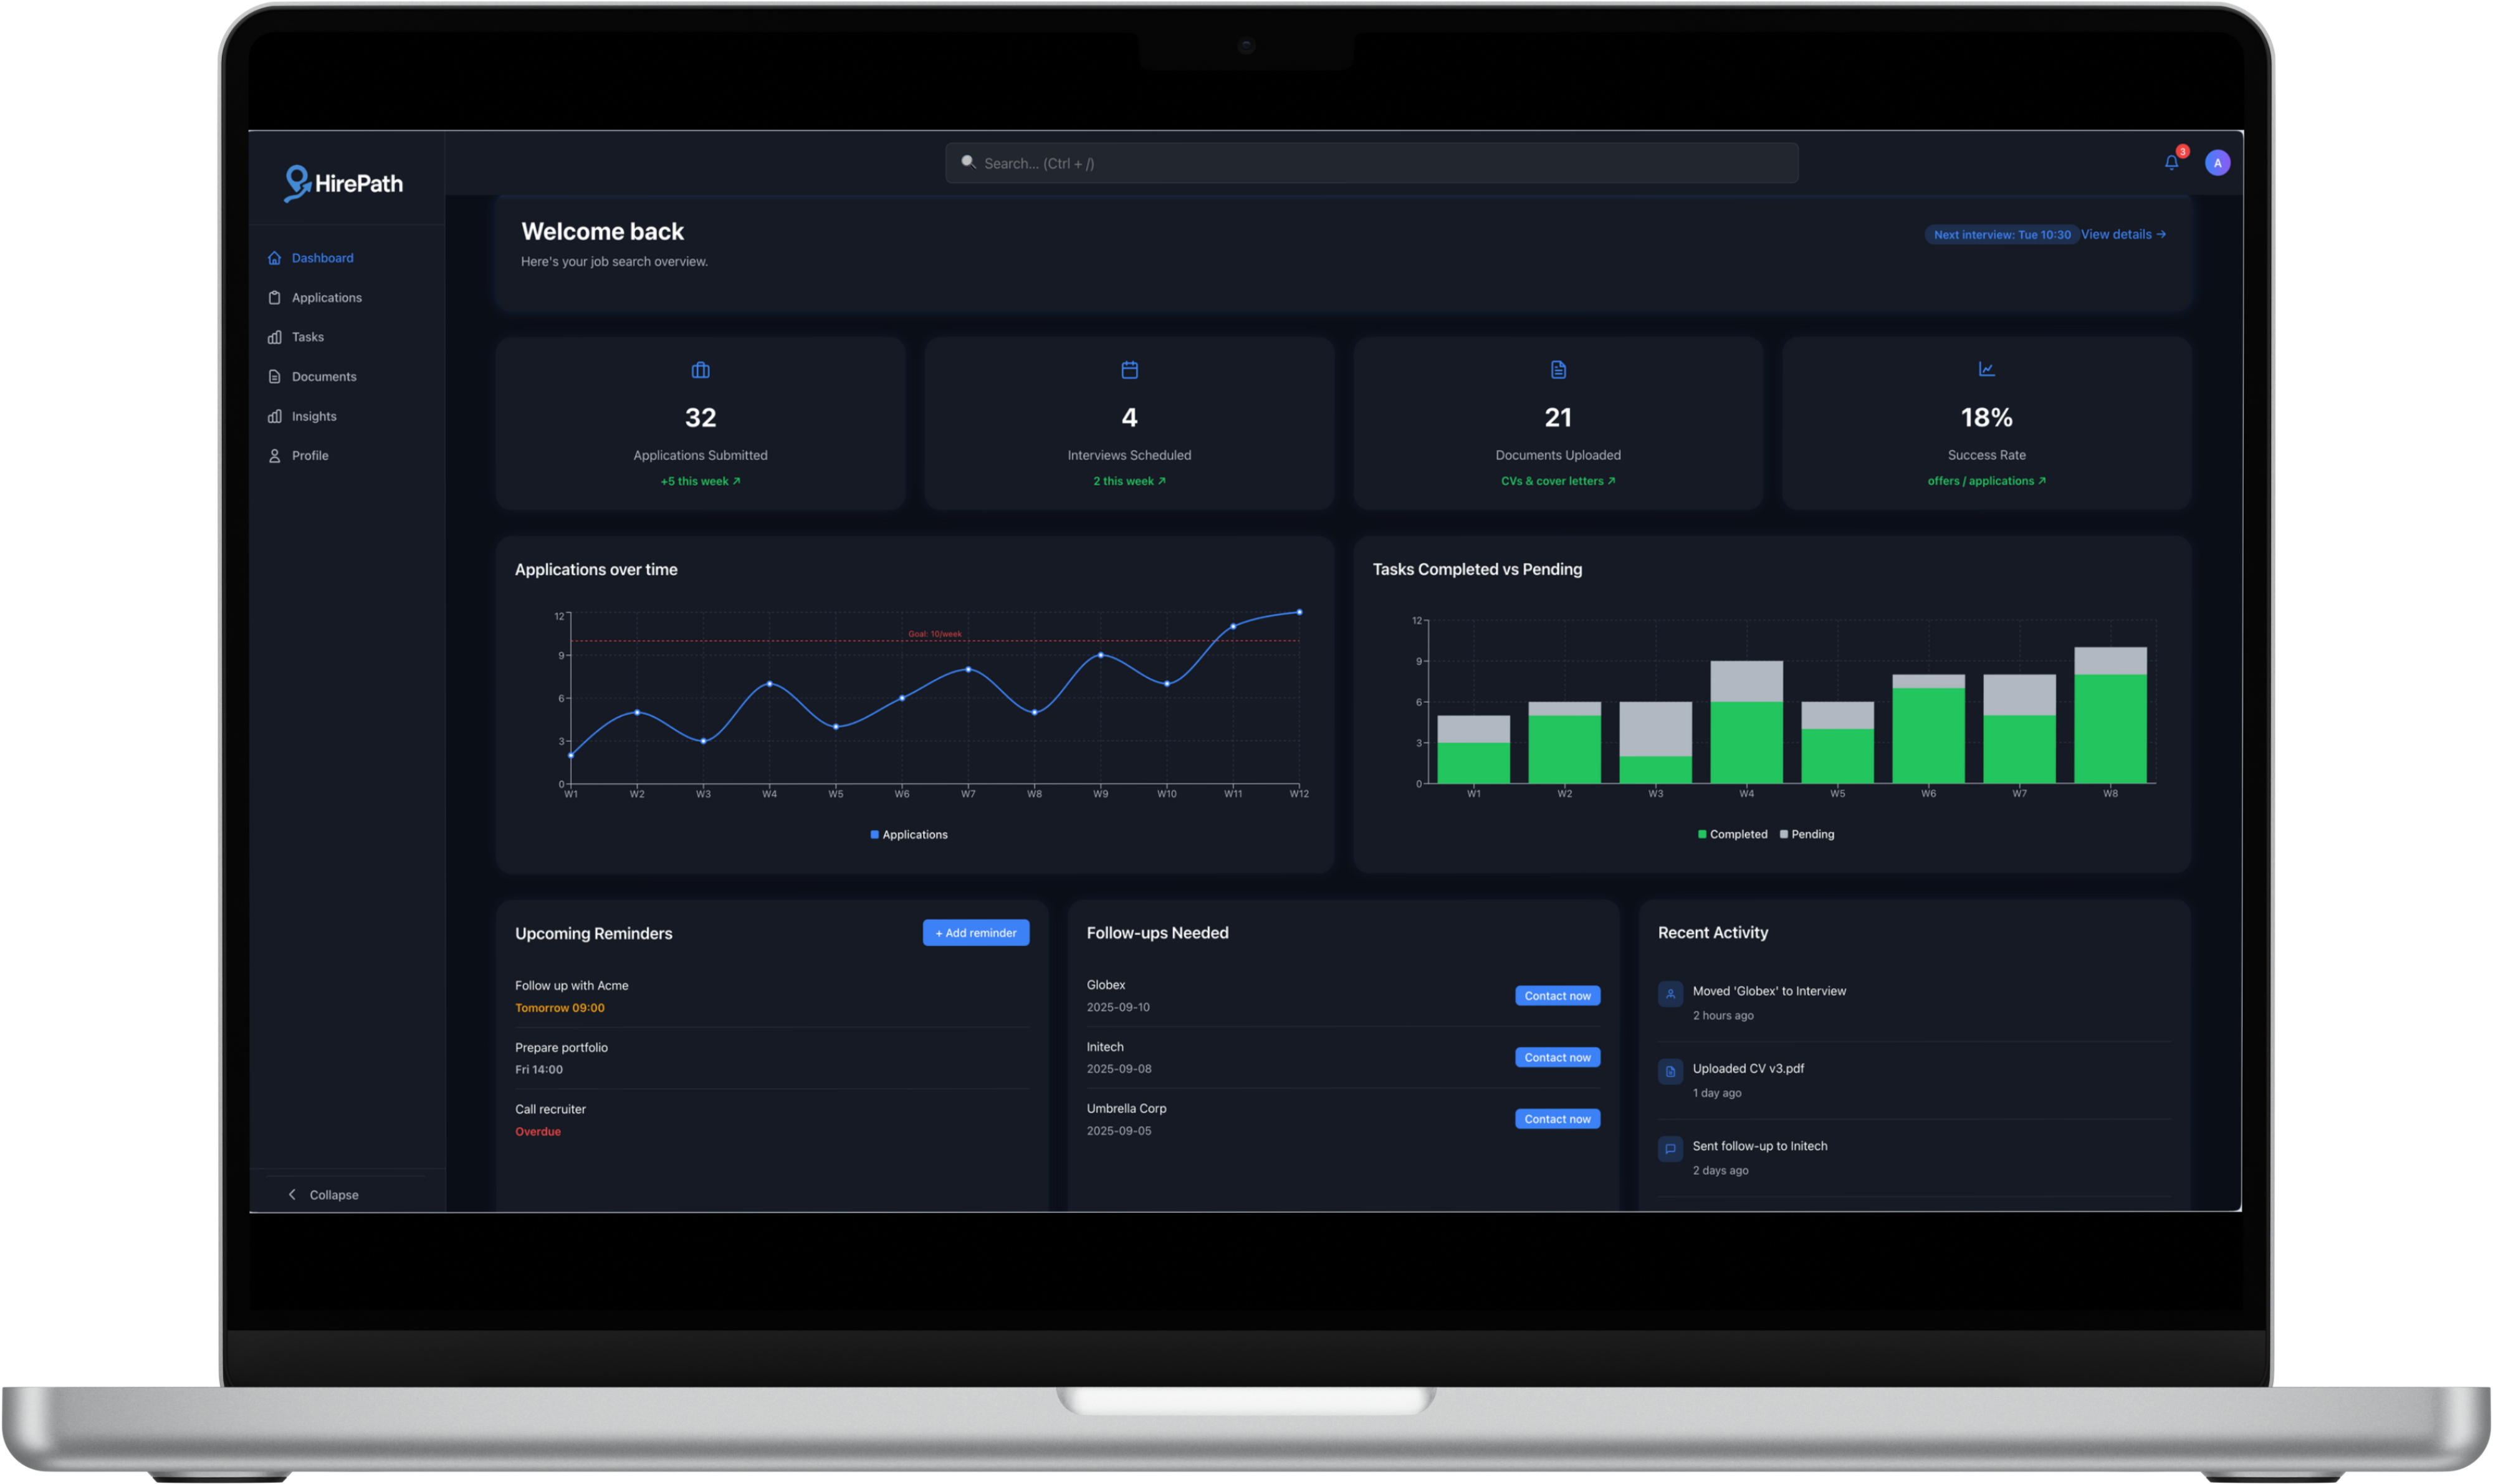 HirePath
Search... (Ctrl + /)
3
A
Dashboard
Applications
Tasks
Documents
Insights
Profile
Collapse
Welcome back
Here's your job search overview.
Next interview: Tue 10:30
View details →
32
Applications Submitted
+5 this week ↗
4
Interviews Scheduled
2 this week ↗
21
Documents Uploaded
CVs & cover letters ↗
18%
Success Rate
offers / applications ↗
Applications over time
12
9
6
3
0
Goal: 10/week
W1 W2 W3 W4 W5 W6 W7 W8 W9 W10 W11 W12
Applications
Tasks Completed vs Pending
12
9
6
3
0
W1 W2 W3 W4 W5 W6 W7 W8
Completed Pending
Upcoming Reminders
+ Add reminder
Follow up with Acme
Tomorrow 09:00
Prepare portfolio
Fri 14:00
Call recruiter
Overdue
Follow-ups Needed
Globex
2025-09-10
Contact now
Initech
2025-09-08
Contact now
Umbrella Corp
2025-09-05
Contact now
Recent Activity
Moved 'Globex' to Interview
2 hours ago
Uploaded CV v3.pdf
1 day ago
Sent follow-up to Initech
2 days ago